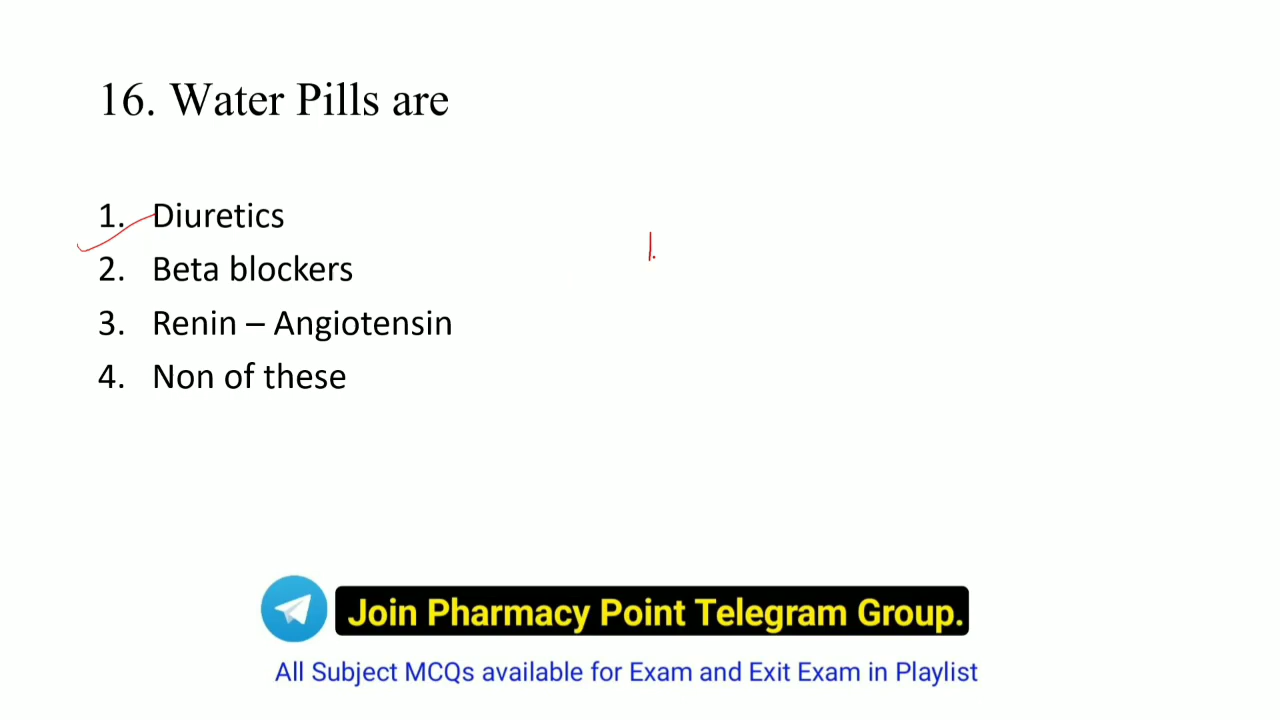 16. Water Pills are
1. Diuretics
1.
2. Beta blockers
3. Renin – Angiotensin
4. Non of these
Join Pharmacy Point Telegram Group.
All Subject MCQs available for Exam and Exit Exam in Playlist